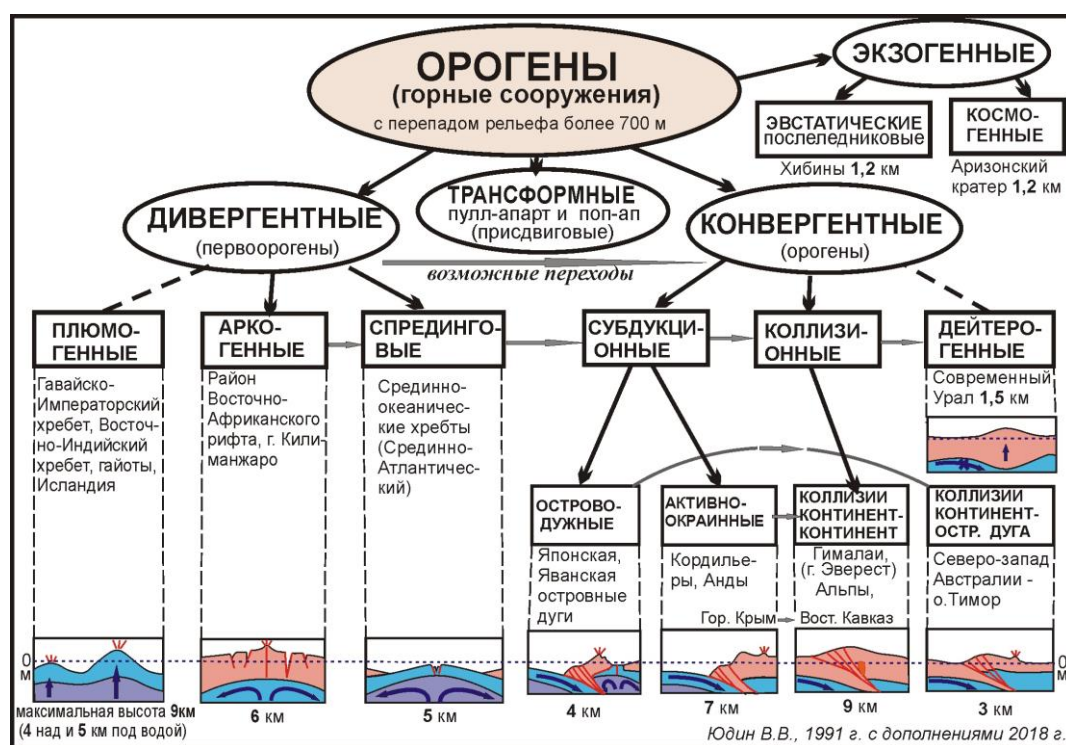 ОРОГЕНЫ
(горные сооружения)
с перепадом рельефа более 700 м
ЭКЗОГЕННЫЕ
ЭВСТАТИЧЕСКИЕ
послеледниковые
Хибины 1,2 км
КОСМО-
ГЕННЫЕ
Аризонский
кратер 1,2 км
ДИВЕРГЕНТНЫЕ
(первоорогены)
ТРАНСФОРМНЫЕ
пулл-апарт и поп-ап
(присдвиговые)
КОНВЕРГЕНТНЫЕ
(орогены)
возможные переходы
ПЛЮМО-
ГЕННЫЕ
Гавайско-
Императорский
хребет, Восточ-
но-Индийский
хребет, гайоты,
Исландия
АРКО-
ГЕННЫЕ
Район
Восточно-
Африканского
рифта, г. Кили-
манжаро
СПРЕДИНГО-
ВЫЕ
Срединно-
океаничес-
кие хребты
(Срединно-
Атлантичес-
кий)
СУБДУКЦИ-
ОННЫЕ
КОЛЛИЗИ-
ОННЫЕ
ДЕЙТЕРО-
ГЕННЫЕ
Современный
Урал 1,5 км
ОСТРОВО-
ДУЖНЫЕ
Японская,
Яванская
островные
дуги
АКТИВНО-
ОКРАИННЫЕ
Кордилье-
ры, Анды
КОЛЛИЗИИ
КОНТИНЕНТ-
КОНТИНЕНТ
Гималаи,
(г. Эверест)
Альпы,
КОЛЛИЗИИ
КОНТИНЕНТ-
ОСТР. ДУГА
Северо-запад
Австралии -
о.Тимор
Гор. Крым
Вост. Кавказ
0
м
0
м
максимальная высота 9км
(4 над и 5 км под водой)
6 км
5 км
4 км
7 км
9 км
3 км
Юдин В.В., 1991 г. с дополнениями 2018 г.